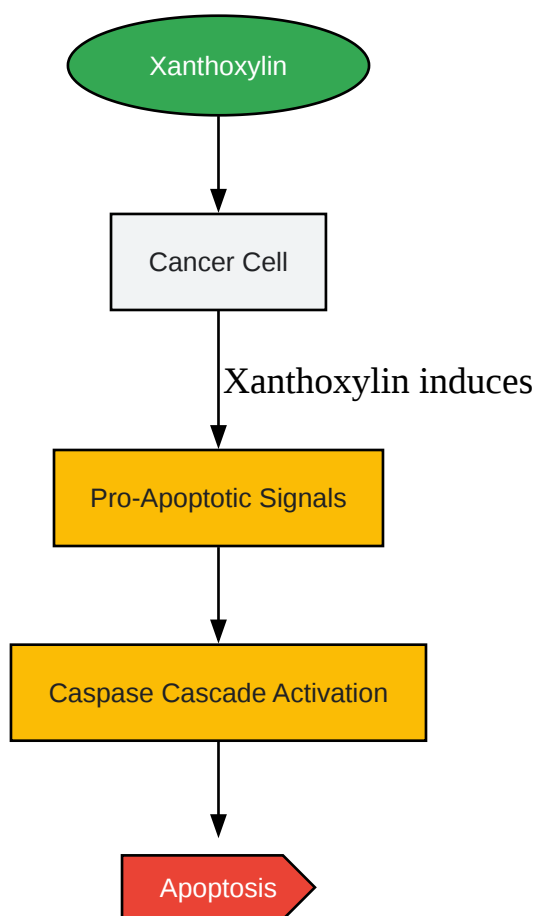 Xanthoxylin
Cancer Cell
Xanthoxylin induces
Pro-Apoptotic Signals
Caspase Cascade Activation
Apoptosis